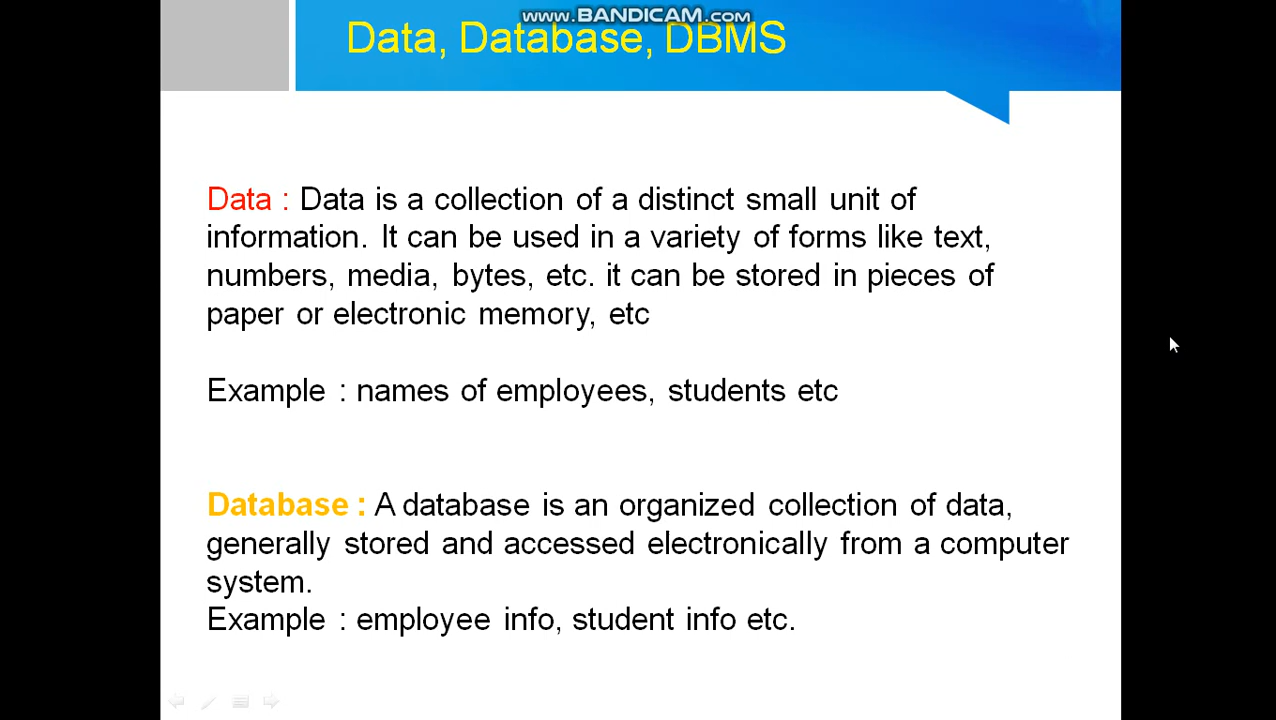 www.BANDICAM.com
Data, Database, DBMS
Data : Data is a collection of a distinct small unit of
information. It can be used in a variety of forms like text,
numbers, media, bytes, etc. it can be stored in pieces of
paper or electronic memory, etc
Example : names of employees, students etc
Database : A database is an organized collection of data,
generally stored and accessed electronically from a computer
system.
Example : employee info, student info etc.